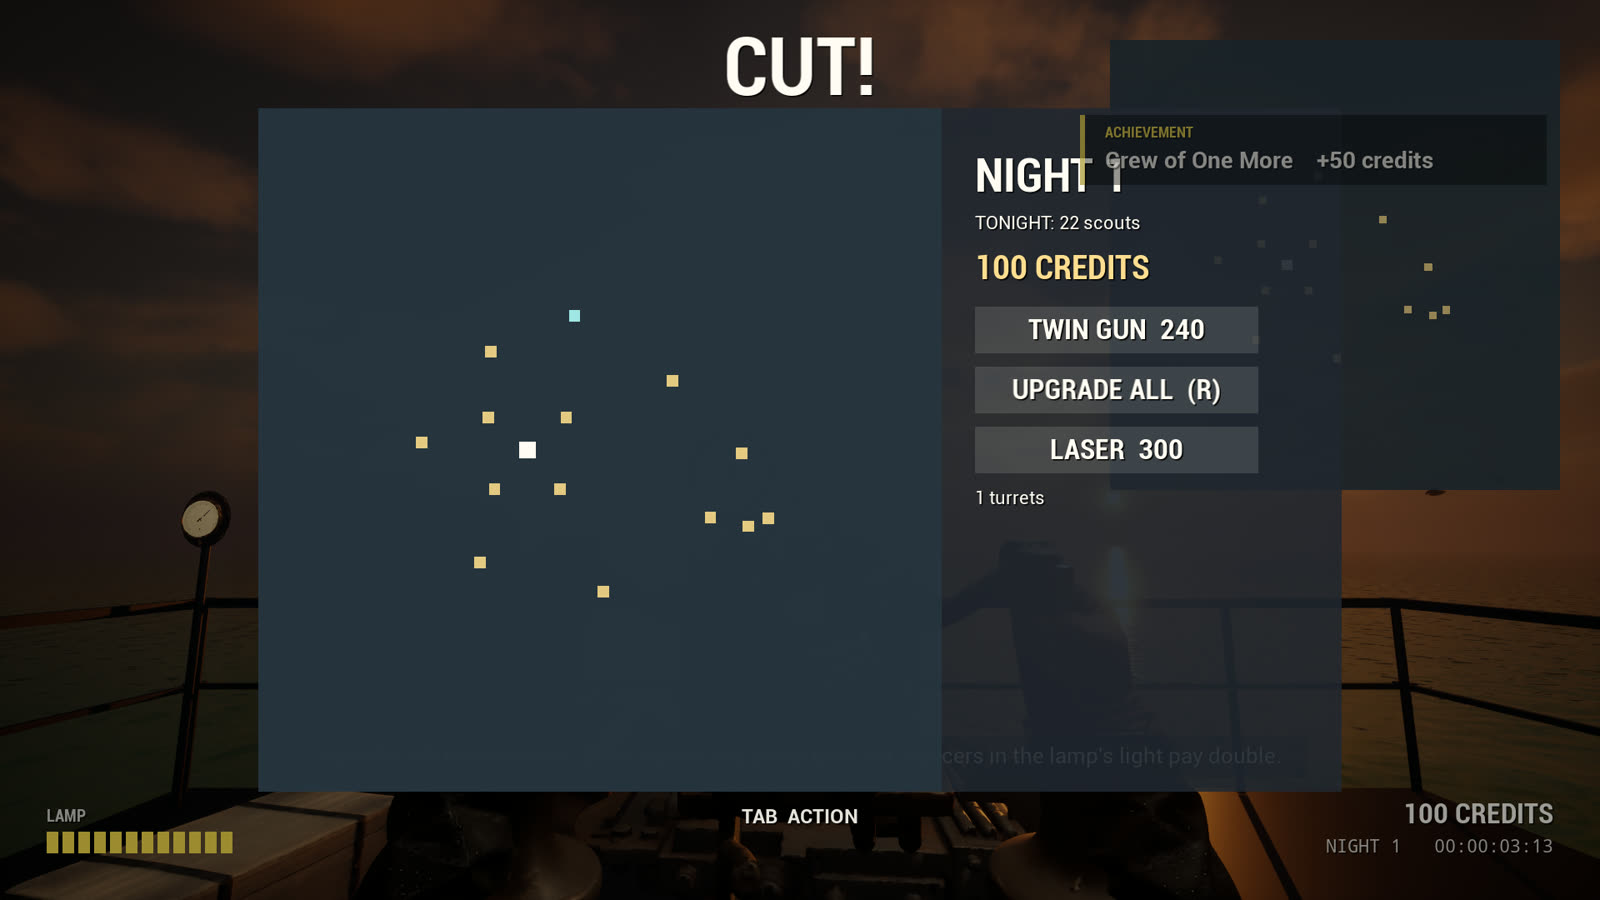 CUT!
ACHIEVEMENT
Crew of One More +50 credits
NIGHT 1
TONIGHT: 22 scouts
100 CREDITS
TWIN GUN 240
UPGRADE ALL (R)
LASER 300
1 turrets
in the lamp's light pay double.
TAB ACTION
LAMP
100 CREDITS
NIGHT 1 00:00:03:13